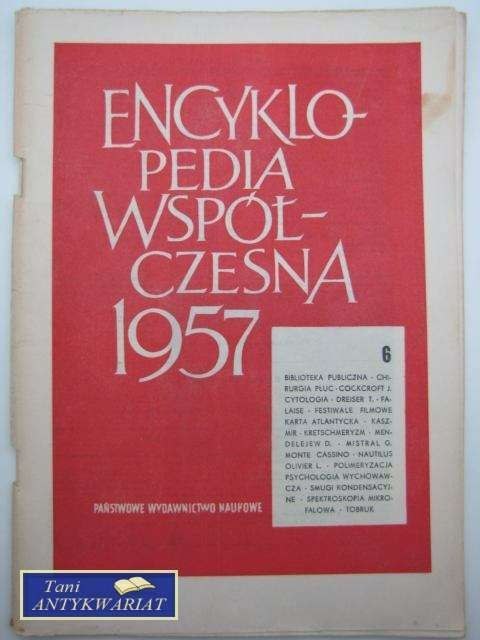 ENCYKLO-
PEDIA
WSPÓŁ-
CZESNA
1957
6
BIBLIOTEKA PUBLICZNA · CHI-
RURGIA PŁUC · COCKCROFT J.
CYTOLOGIA · DREISER T. · FA-
LAISE · FESTIWALE FILMOWE
KARTA ATLANTYCKA · KASZ-
MIR · KRETSCHMERYZM · MEN-
DELEJEW D. · MISTRAL G.
MONTE CASSINO · NAUTILUS
OLIVIER L. · POLIMERYZACJA
PSYCHOLOGIA WYCHOWAW-
CZA · SMUGI KONDENSACYJ-
NE · SPEKTROSKOPIA MIKRO-
FALOWA · TOBRUK
PAŃSTWOWE WYDAWNICTWO NAUKOWE
Tani
ANTYKWARIAT